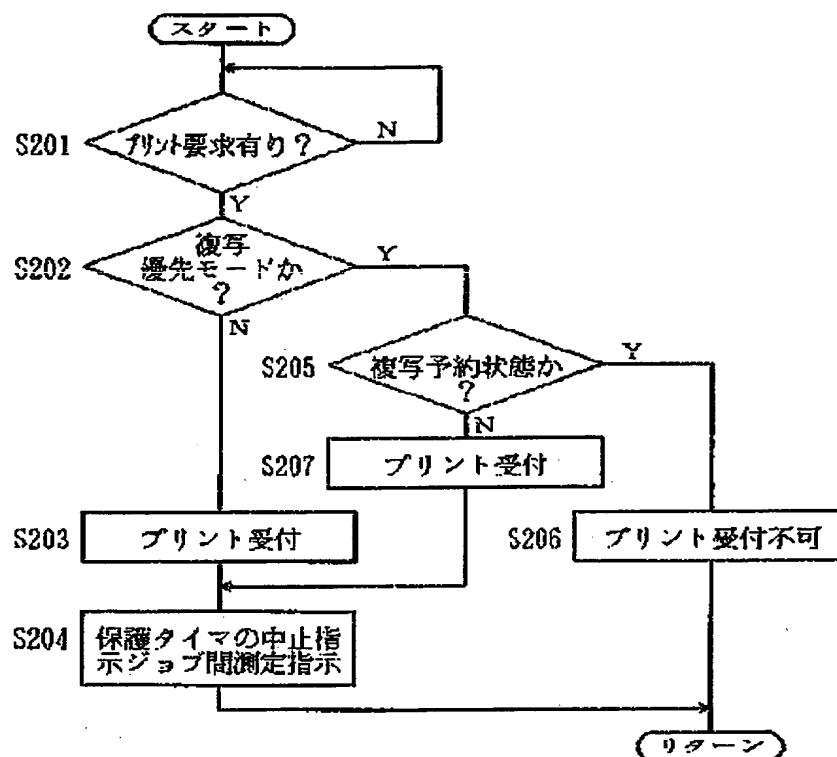 スタート
S201
プリント要求有り？
N
Y
S202
複写
優先モードか
？
Y
N
S205
複写予約状態か
？
Y
N
S207
プリント受付
S203
プリント受付
S206
プリント受付不可
S204
保護タイマの中止指
示ジョブ間測定指示
リターン